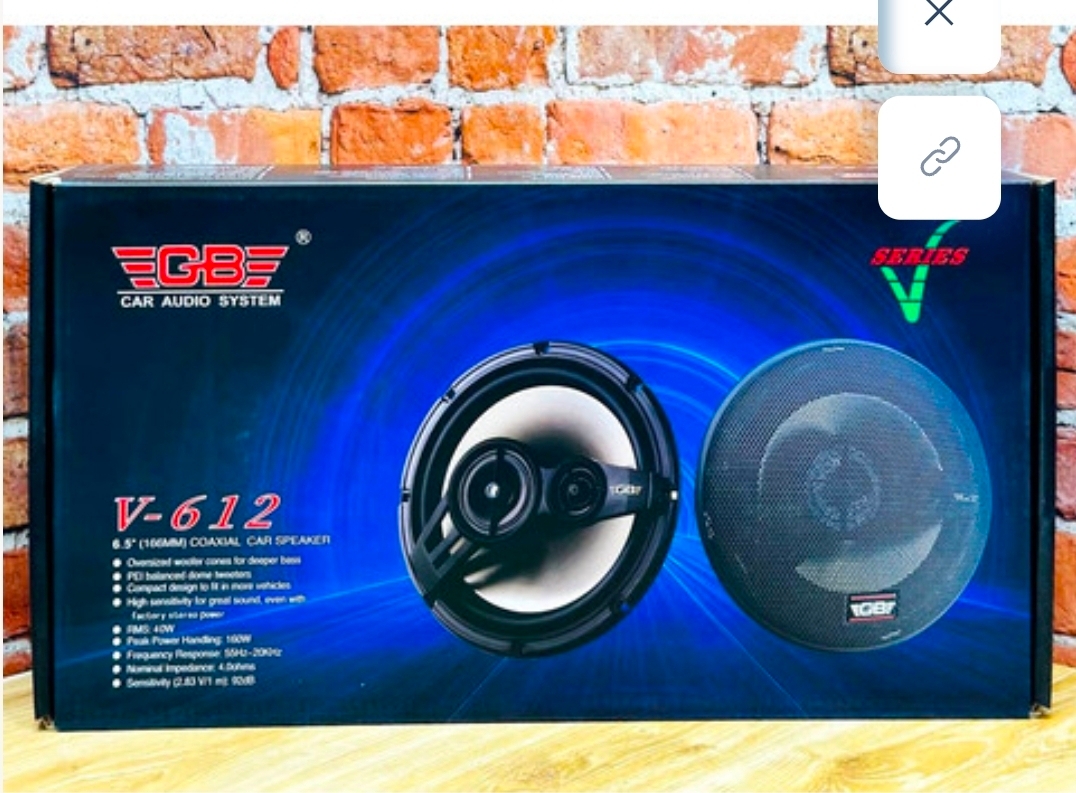 GB ®
CAR AUDIO SYSTEM
V SERIES
GB
GB
V-612
6.5" (166MM) COAXIAL CAR SPEAKER
Oversized woofer cones for deeper bass
PEI balanced dome tweeters
Compact design to fit in more vehicles
High sensitivity for great sound, even with
factory stereo power
RMS: 40W
Peak Power Handling: 160W
Frequency Response: 55Hz-20KHz
Nominal Impedance: 4.0ohms
Sensitivity (2.83 V/1 m): 92dB